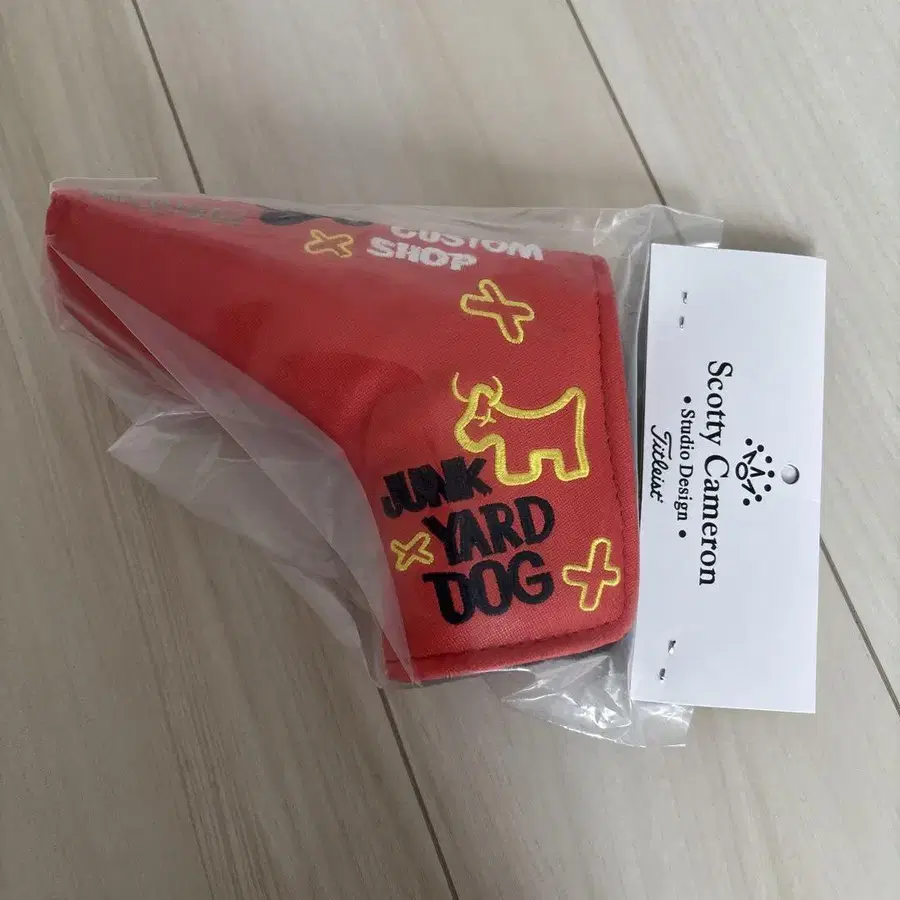 CUSTOM
SHOP
JUNK
YARD
DOG
Scotty Cameron
• Studio Design •
Titleist